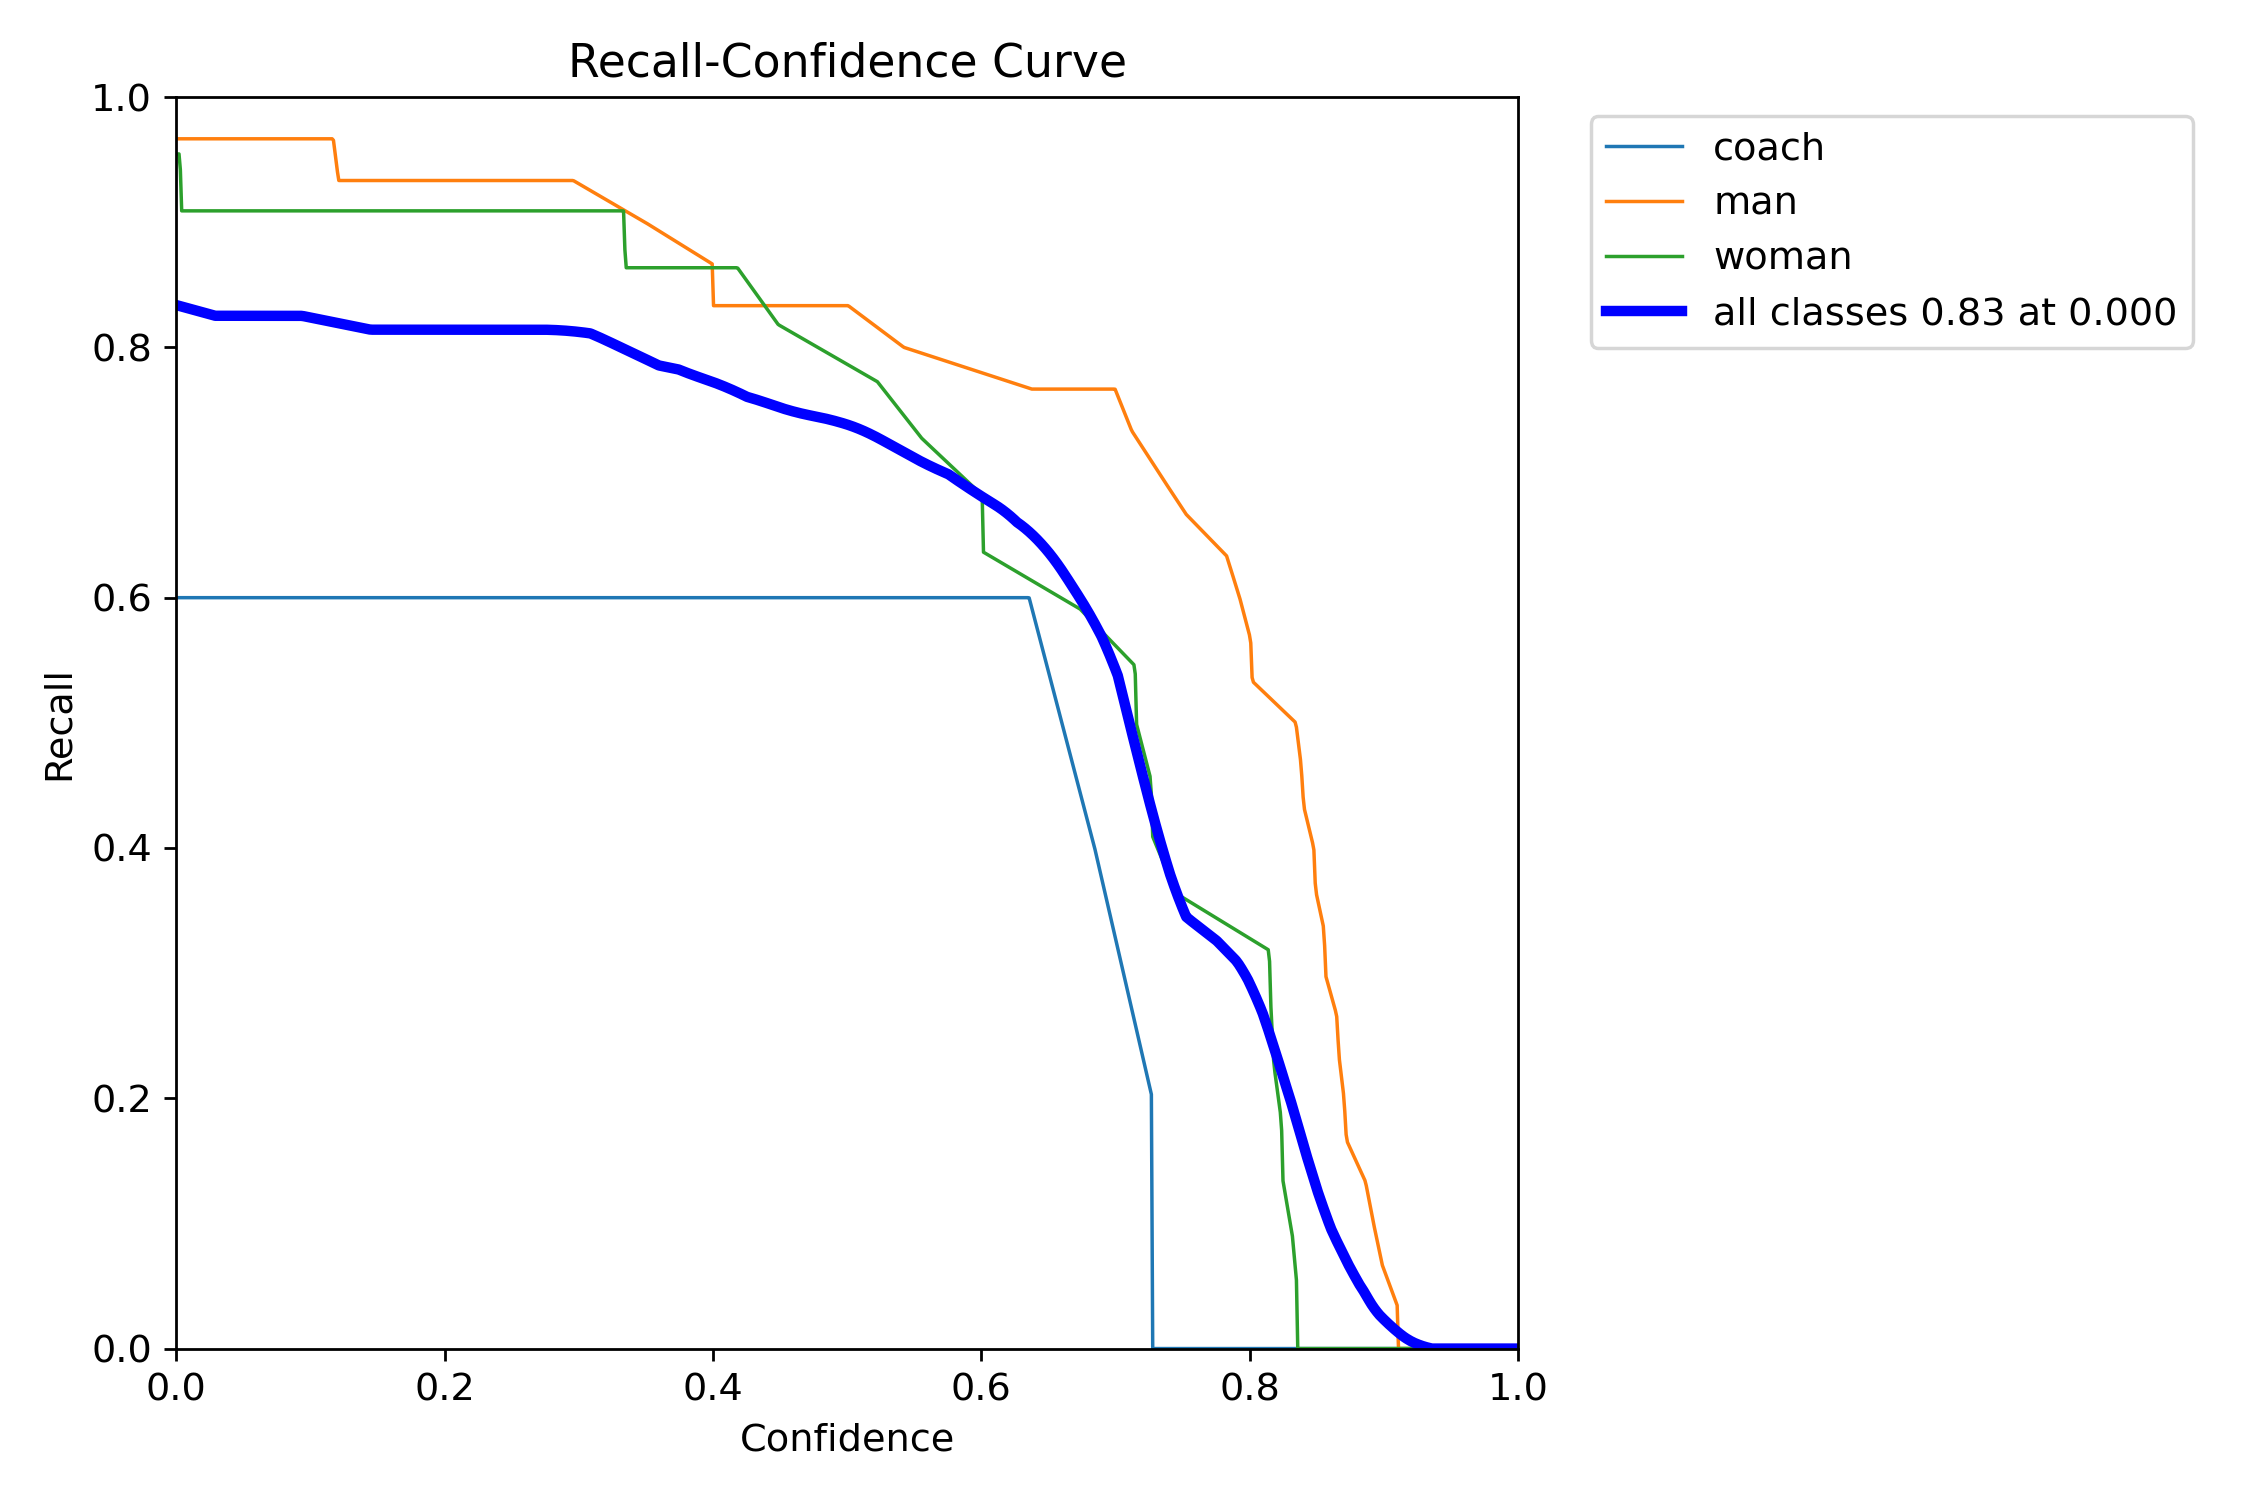 Recall-Confidence Curve
1.0
0.8
0.6
0.4
0.2
0.0
Recall
0.0 0.2 0.4 0.6 0.8 1.0
Confidence
coach
man
woman
all classes 0.83 at 0.000